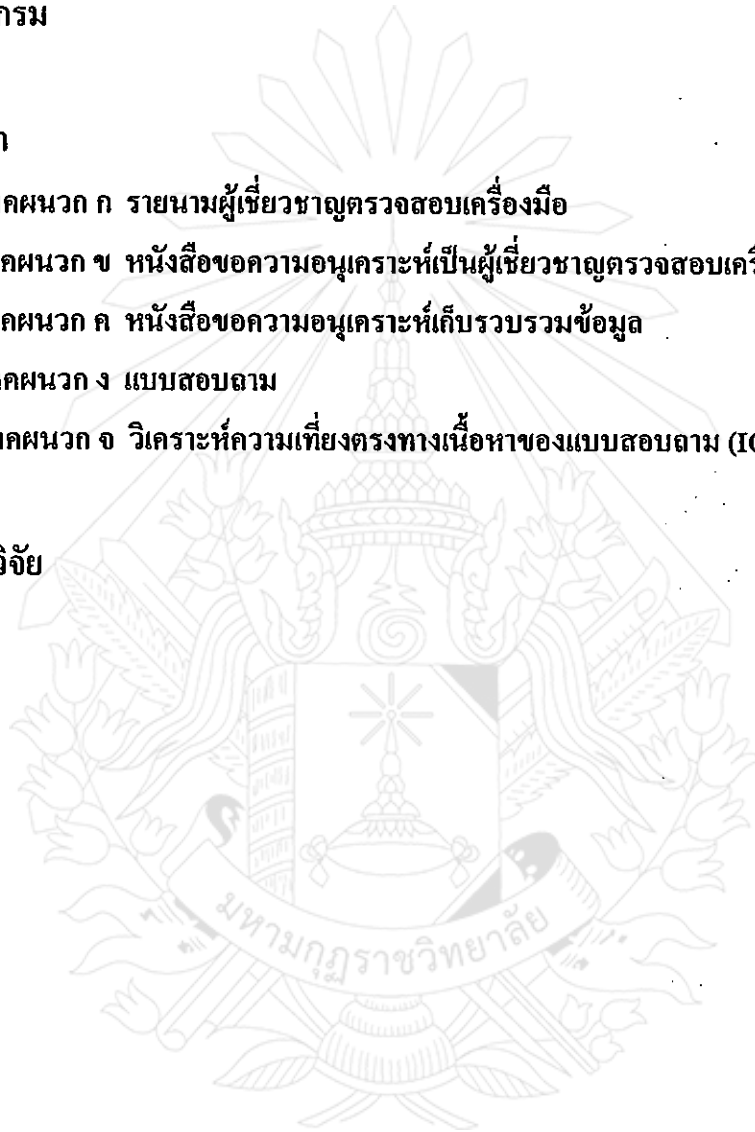 กรม
คผนวก ก รายนามผู้เชี่ยวชาญตรวจสอบเครื่องมือ
คผนวก ข หนังสือขอความอนุเคราะห์เป็นผู้เชี่ยวชาญตรวจสอบเครื
คผนวก ค หนังสือขอความอนุเคราะห์เก็บรวบรวมข้อมูล
คผนวก ง แบบสอบถาม
คผนวก จ วิเคราะห์ความเที่ยงตรงทางเนื้อหาของแบบสอบถาม (IO
วิจัย
มหามกุฏราชวิทยาลัย